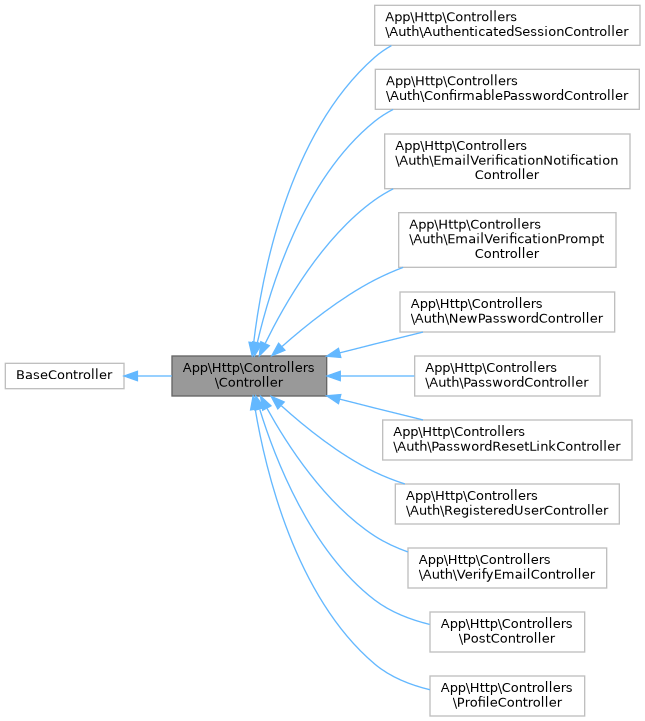 App\Http\Controllers
\Auth\AuthenticatedSessionController
App\Http\Controllers
\Auth\ConfirmablePasswordController
App\Http\Controllers
\Auth\EmailVerificationNotification
Controller
App\Http\Controllers
\Auth\EmailVerificationPrompt
Controller
App\Http\Controllers
\Auth\NewPasswordController
BaseController
App\Http\Controllers
\Controller
App\Http\Controllers
\Auth\PasswordController
App\Http\Controllers
\Auth\PasswordResetLinkController
App\Http\Controllers
\Auth\RegisteredUserController
App\Http\Controllers
\Auth\VerifyEmailController
App\Http\Controllers
\PostController
App\Http\Controllers
\ProfileController